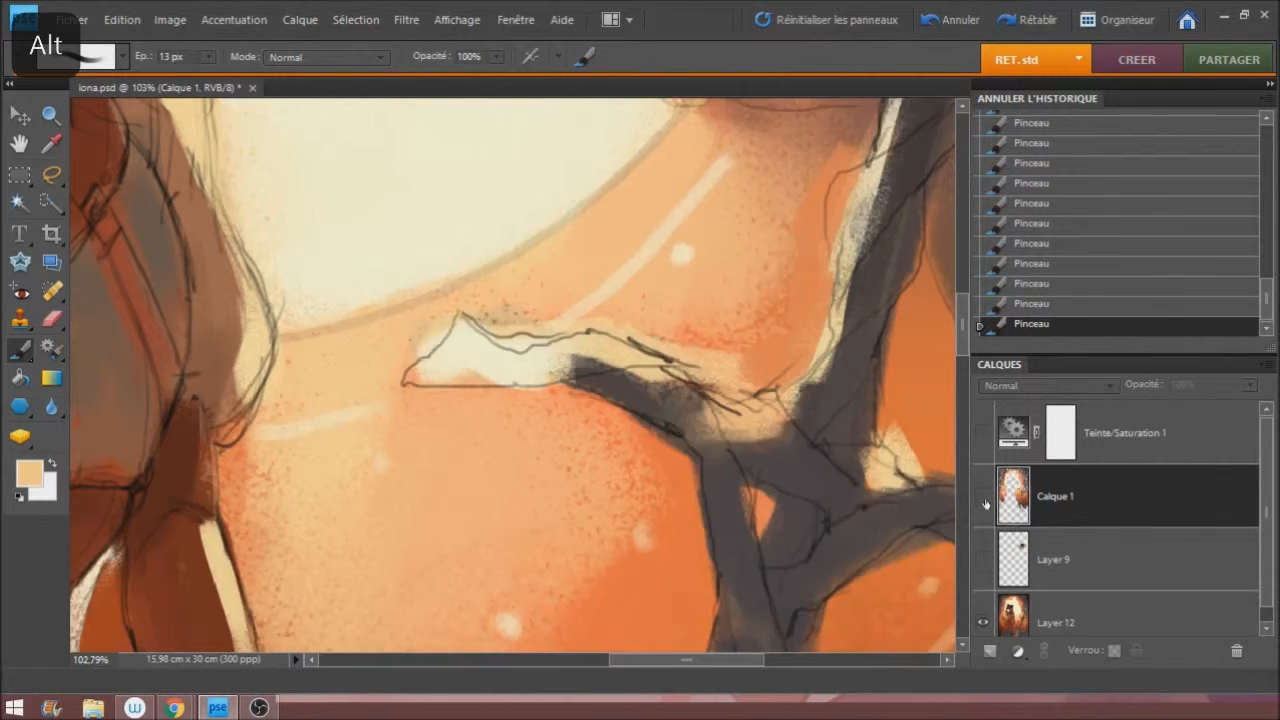 pse Fichier Edition Image Accentuation Calque Sélection Filtre Affichage Fenêtre Aide Réinitialiser les panneaux Annuler Rétablir Organiseur
Alt
Ep.: 13 px Mode: Normal Opacité: 100% RET. std CREER PARTAGER
iona.psd @ 103% (Calque 1, RVB/8) *
ANNULER L'HISTORIQUE
Pinceau
Pinceau
Pinceau
Pinceau
Pinceau
Pinceau
Pinceau
Pinceau
Pinceau
Pinceau
Pinceau
CALQUES
Normal Opacité: 100%
Teinte/Saturation 1
Calque 1
Layer 9
Layer 12
102,79% 15,98 cm x 30 cm (300 ppp) Verrou:
pse